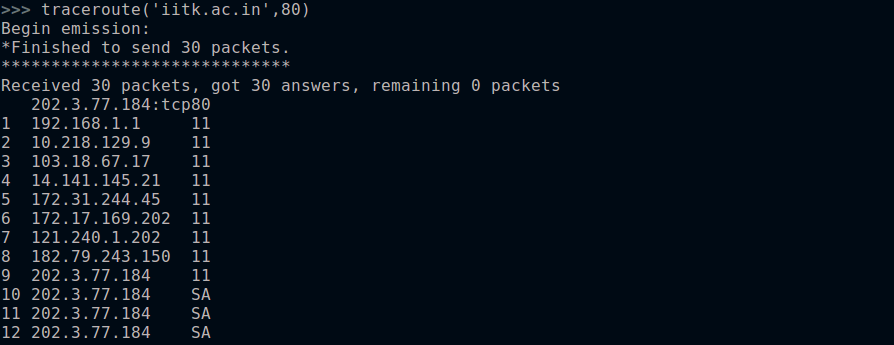 >>> traceroute('iitk.ac.in',80)
Begin emission:
*Finished to send 30 packets.
*****************************
Received 30 packets, got 30 answers, remaining 0 packets
   202.3.77.184:tcp80
1  192.168.1.1     11
2  10.218.129.9    11
3  103.18.67.17    11
4  14.141.145.21   11
5  172.31.244.45   11
6  172.17.169.202  11
7  121.240.1.202   11
8  182.79.243.150  11
9  202.3.77.184    11
10 202.3.77.184    SA
11 202.3.77.184    SA
12 202.3.77.184    SA